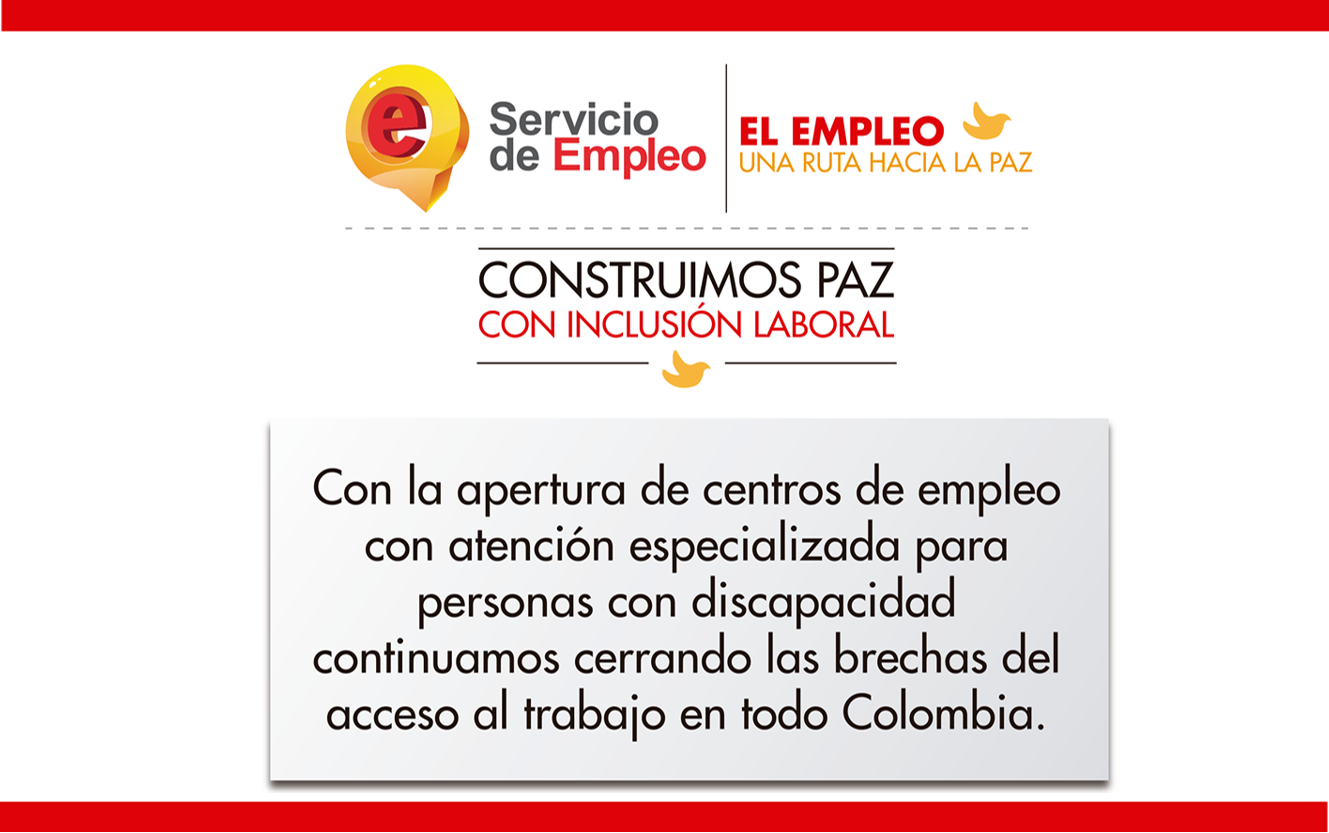 e
Servicio
de Empleo
EL EMPLEO
UNA RUTA HACIA LA PAZ
CONSTRUIMOS PAZ
CON INCLUSIÓN LABORAL
Con la apertura de centros de empleo
con atención especializada para
personas con discapacidad
continuamos cerrando las brechas del
acceso al trabajo en todo Colombia.